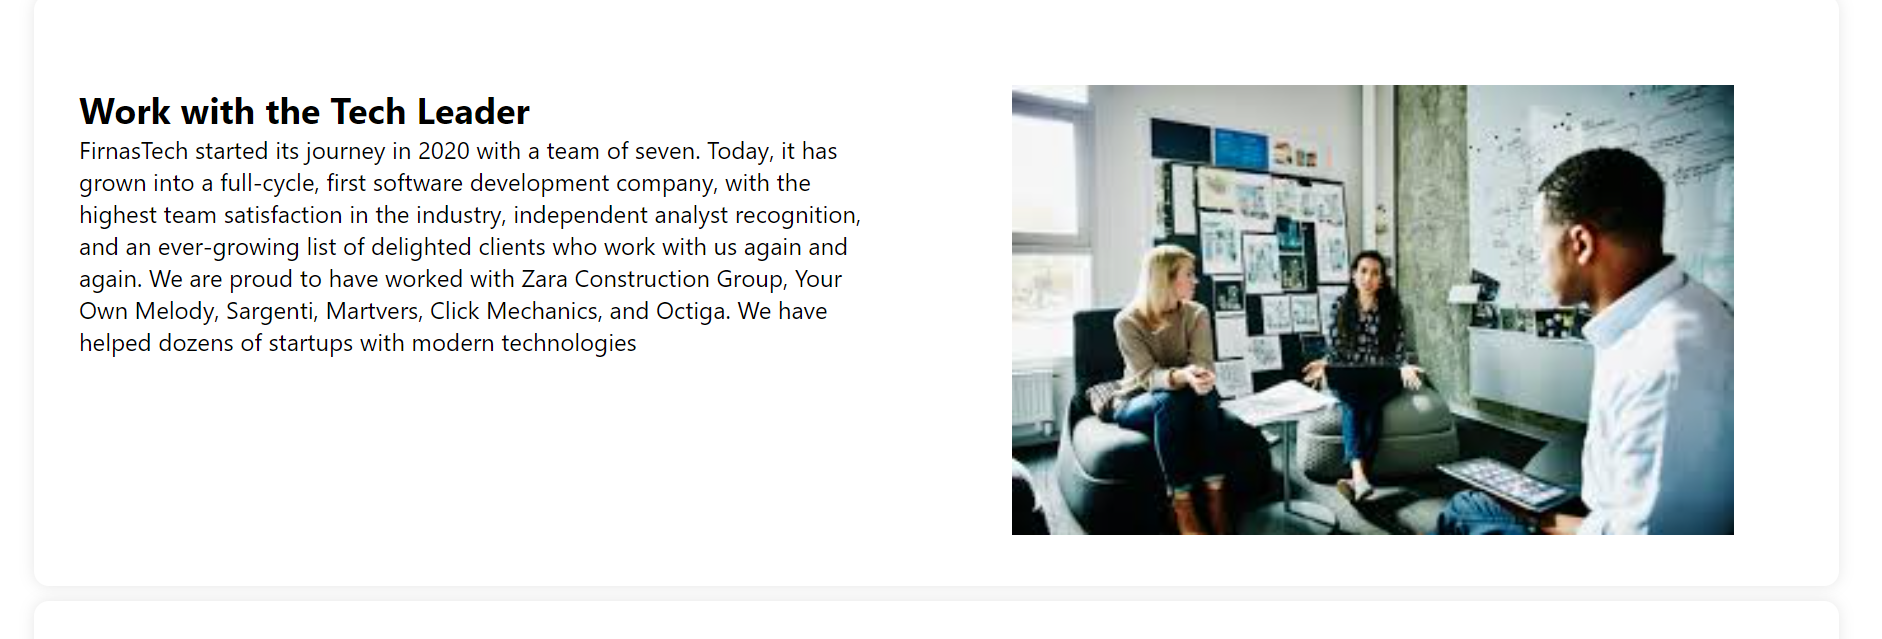 Work with the Tech Leader
FirnasTech started its journey in 2020 with a team of seven. Today, it has
grown into a full-cycle, first software development company, with the
highest team satisfaction in the industry, independent analyst recognition,
and an ever-growing list of delighted clients who work with us again and
again. We are proud to have worked with Zara Construction Group, Your
Own Melody, Sargenti, Martvers, Click Mechanics, and Octiga. We have
helped dozens of startups with modern technologies